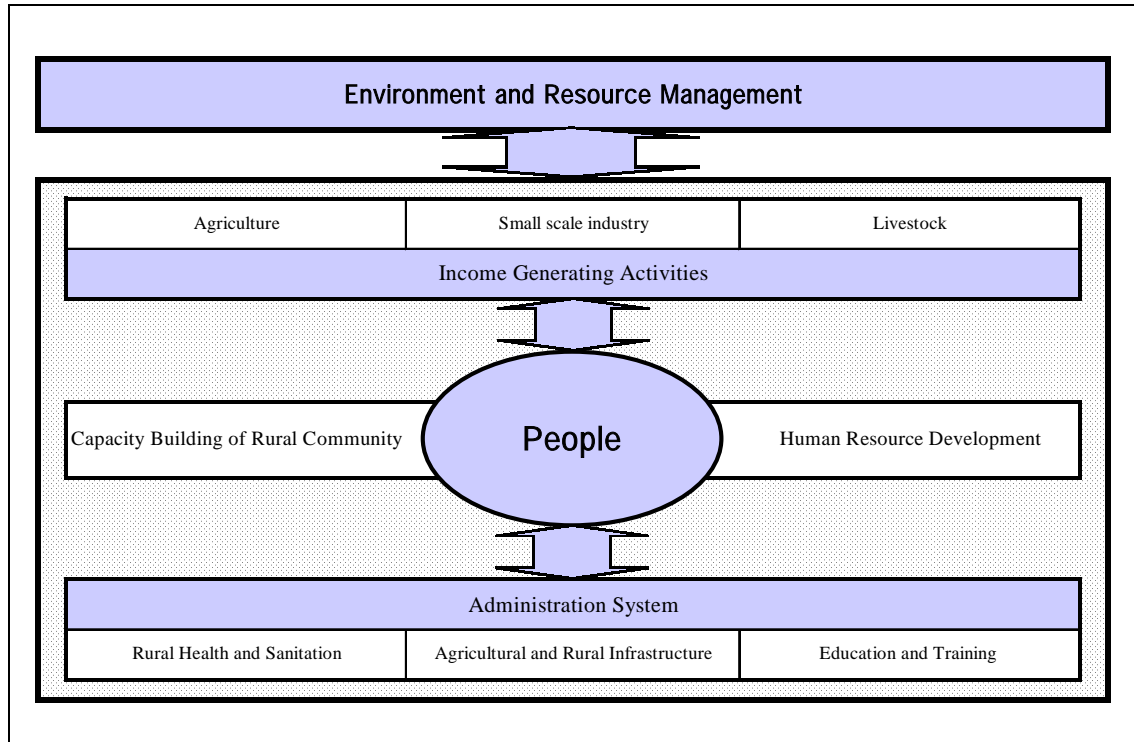 Environment and Resource Management
Agriculture
Small scale industry
Livestock
Income Generating Activities
Capacity Building of Rural Community
People
Human Resource Development
Administration System
Rural Health and Sanitation
Agricultural and Rural Infrastructure
Education and Training